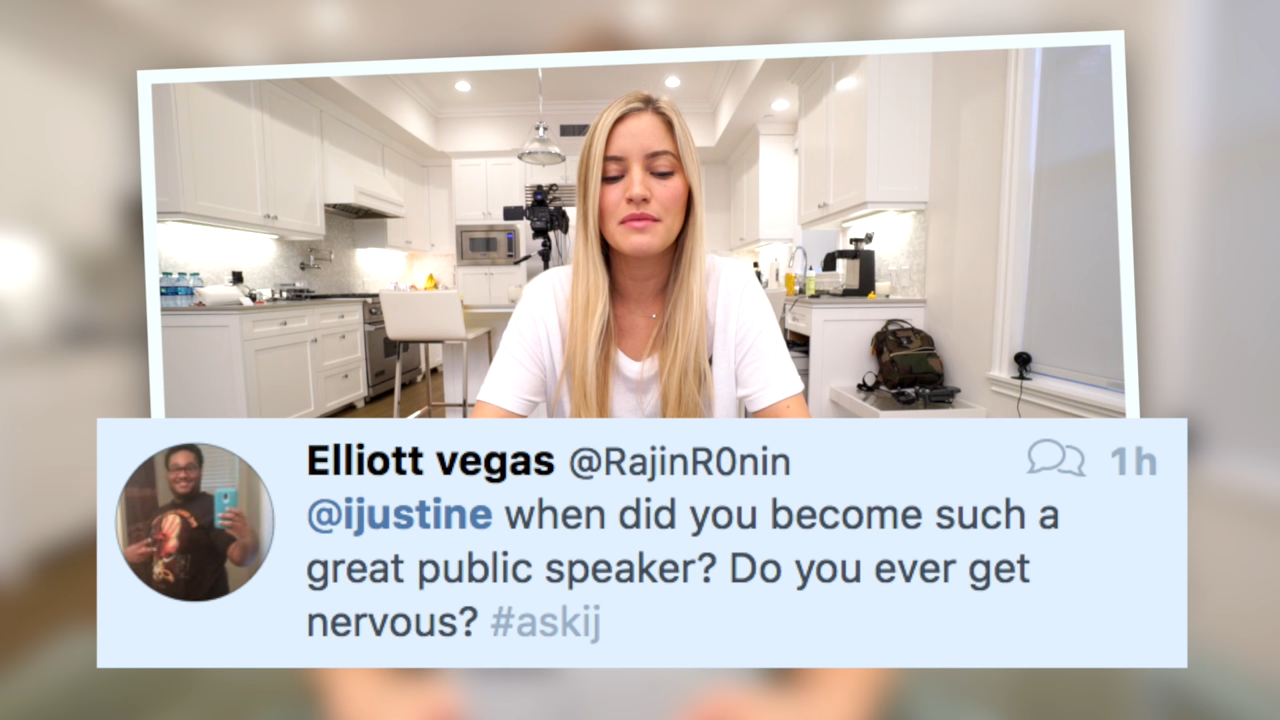 Elliott vegas @RajinR0nin 1h
@ijustine when did you become such a
great public speaker? Do you ever get
nervous? #askij